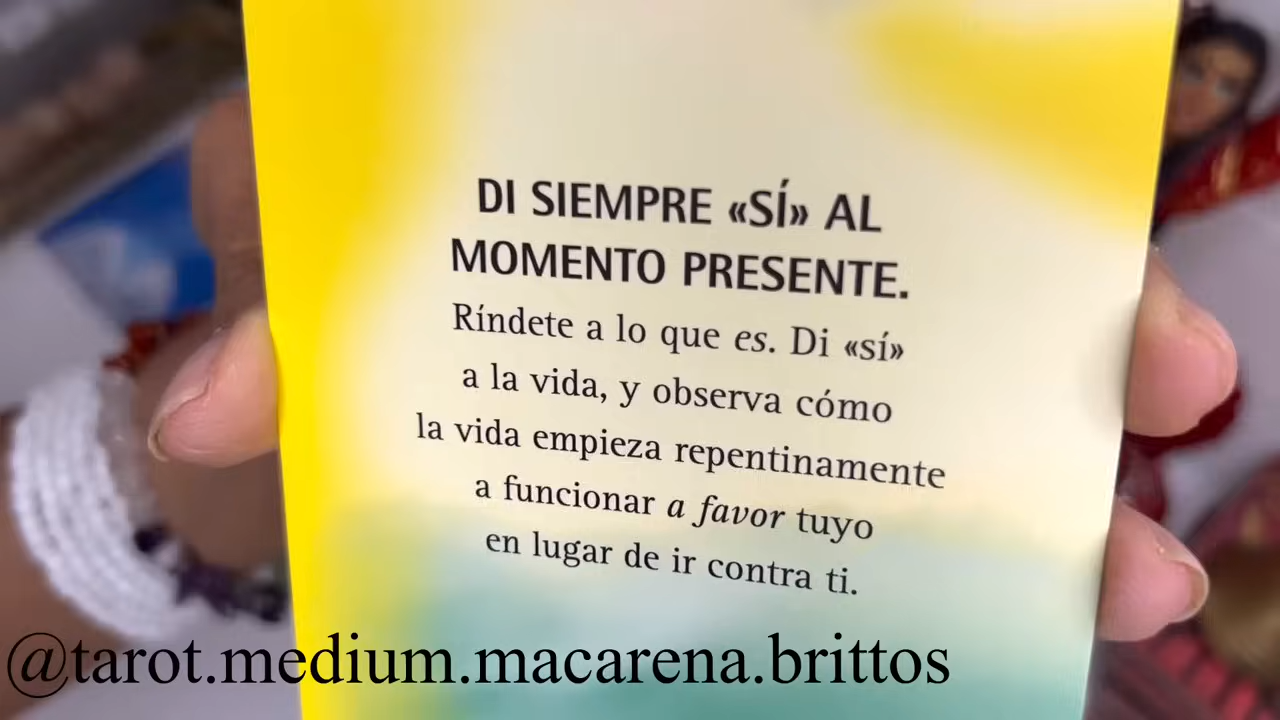 DI SIEMPRE «SÍ» AL
MOMENTO PRESENTE.
Ríndete a lo que es. Di «sí»
a la vida, y observa cómo
la vida empieza repentinamente
a funcionar a favor tuyo
en lugar de ir contra ti.
@tarot.medium.macarena.brittos